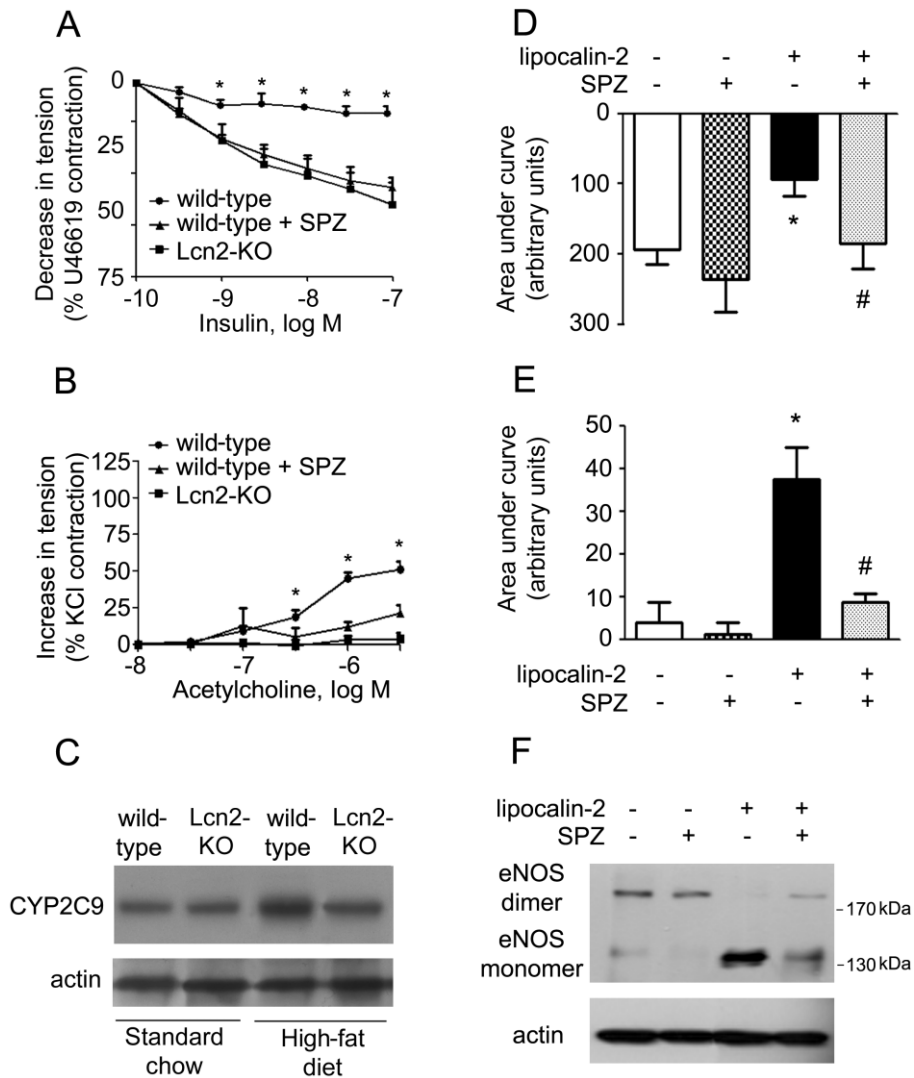 A
Decrease in tension
(% U46619 contraction)
0
25
50
75
* * * * * *
wild-type
wild-type + SPZ
Lcn2-KO
-10 -9 -8 -7
Insulin, log M
B
Increase in tension
(% KCl contraction)
125
100
75
50
25
0
wild-type
wild-type + SPZ
Lcn2-KO
* * *
-8 -7 -6
Acetylcholine, log M
C
wild-
type
Lcn2-
KO
wild-
type
Lcn2-
KO
CYP2C9
actin
Standard
chow
High-fat
diet
D
lipocalin-2 - - + +
SPZ - + - +
Area under curve
(arbitrary units)
0
100
200
300
*
#
E
Area under curve
(arbitrary units)
50
40
30
20
10
0
*
#
lipocalin-2 - - + +
SPZ - + - +
F
lipocalin-2 - - + +
SPZ - + - +
eNOS
dimer
eNOS
monomer
-170 kDa
-130 kDa
actin